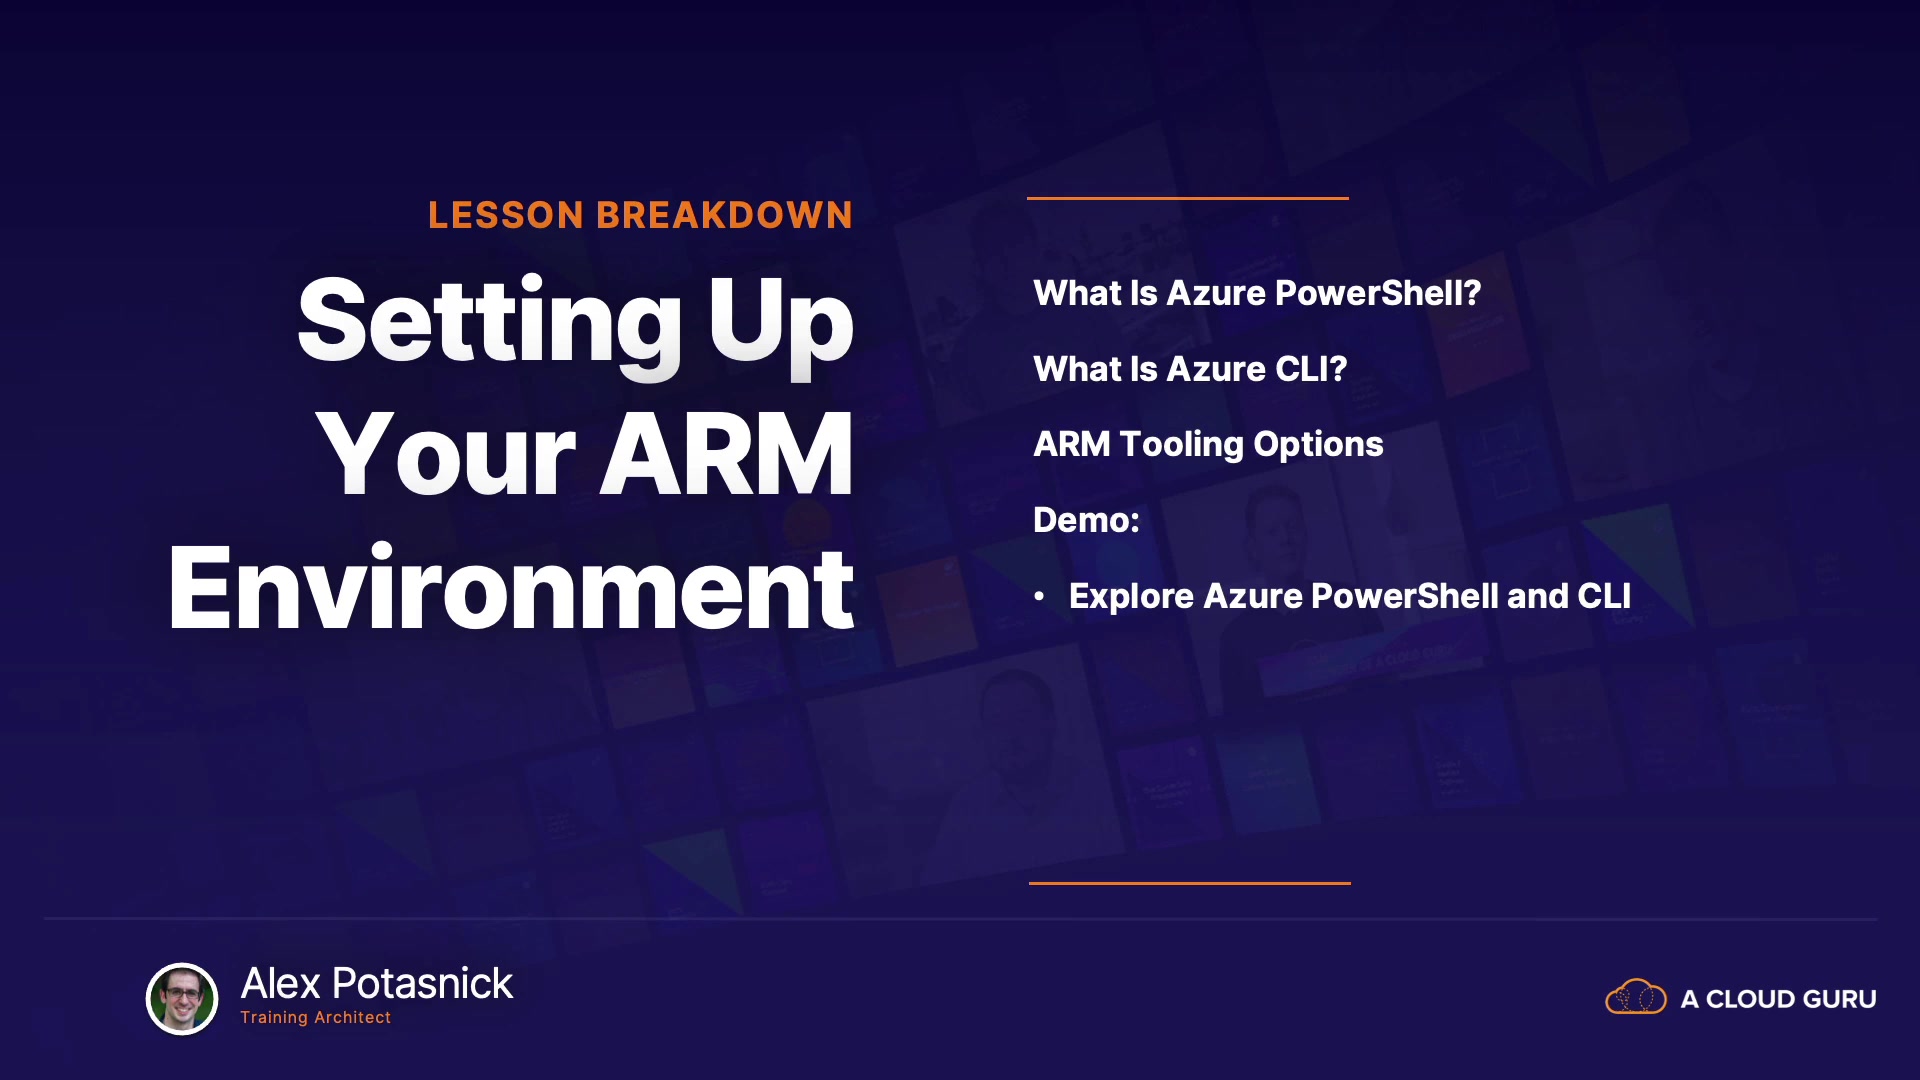 LESSON BREAKDOWN
Setting Up
Your ARM
Environment
What Is Azure PowerShell?
What Is Azure CLI?
ARM Tooling Options
Demo:
• Explore Azure PowerShell and CLI
Alex Potasnick
Training Architect
A CLOUD GURU